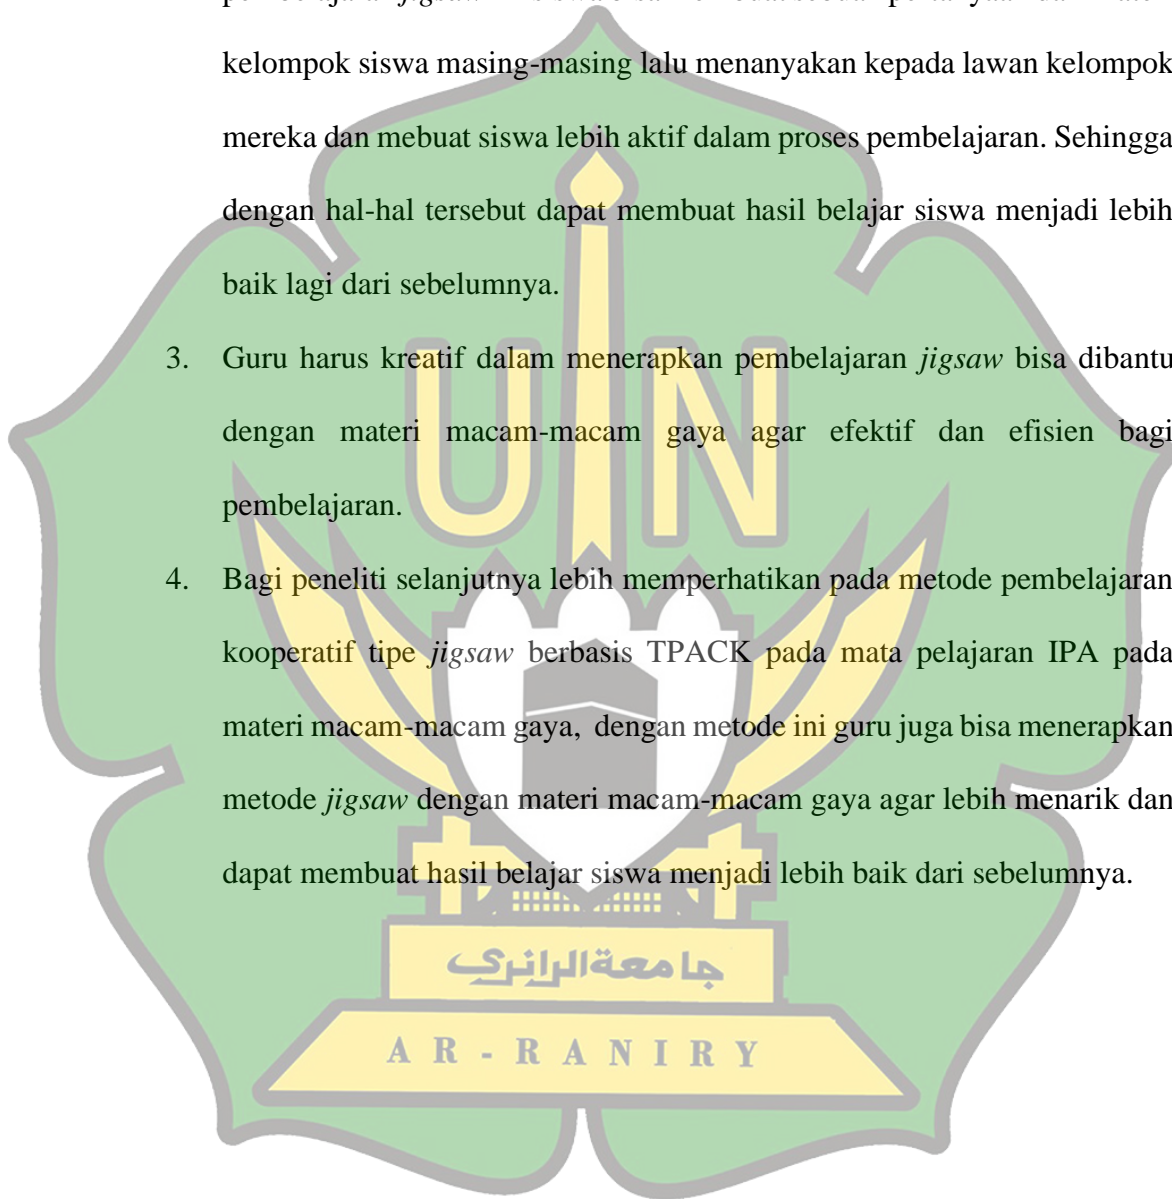 jigsaw
kelompok siswa masing-masing lalu menanyakan kepada lawan kelompok
mereka dan mebuat siswa lebih aktif dalam proses pembelajaran. Sehingga
dengan hal-hal tersebut dapat membuat hasil belajar siswa menjadi lebih
baik lagi dari sebelumnya.
3. Guru harus kreatif dalam menerapkan pembelajaran jigsaw bisa dibantu
dengan materi macam-macam gaya agar efektif dan efisien bagi
pembelajaran.
4. Bagi peneliti selanjutnya lebih memperhatikan pada metode pembelajaran
kooperatif tipe jigsaw berbasis TPACK pada mata pelajaran IPA pada
materi macam-macam gaya, dengan metode ini guru juga bisa menerapkan
metode jigsaw dengan materi macam-macam gaya agar lebih menarik dan
dapat membuat hasil belajar siswa menjadi lebih baik dari sebelumnya.
UIN
جامعةالرانري
AR-RANIRY